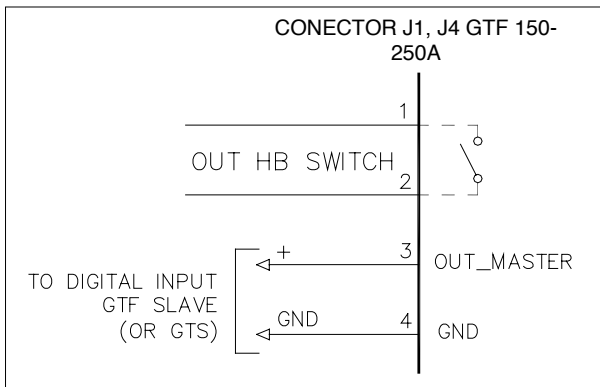 CONECTOR J1, J4 GTF 150-
250A
1
OUT HB SWITCH
2
+
3
OUT_MASTER
TO DIGITAL INPUT
GTF SLAVE
(OR GTS)
GND
4
GND